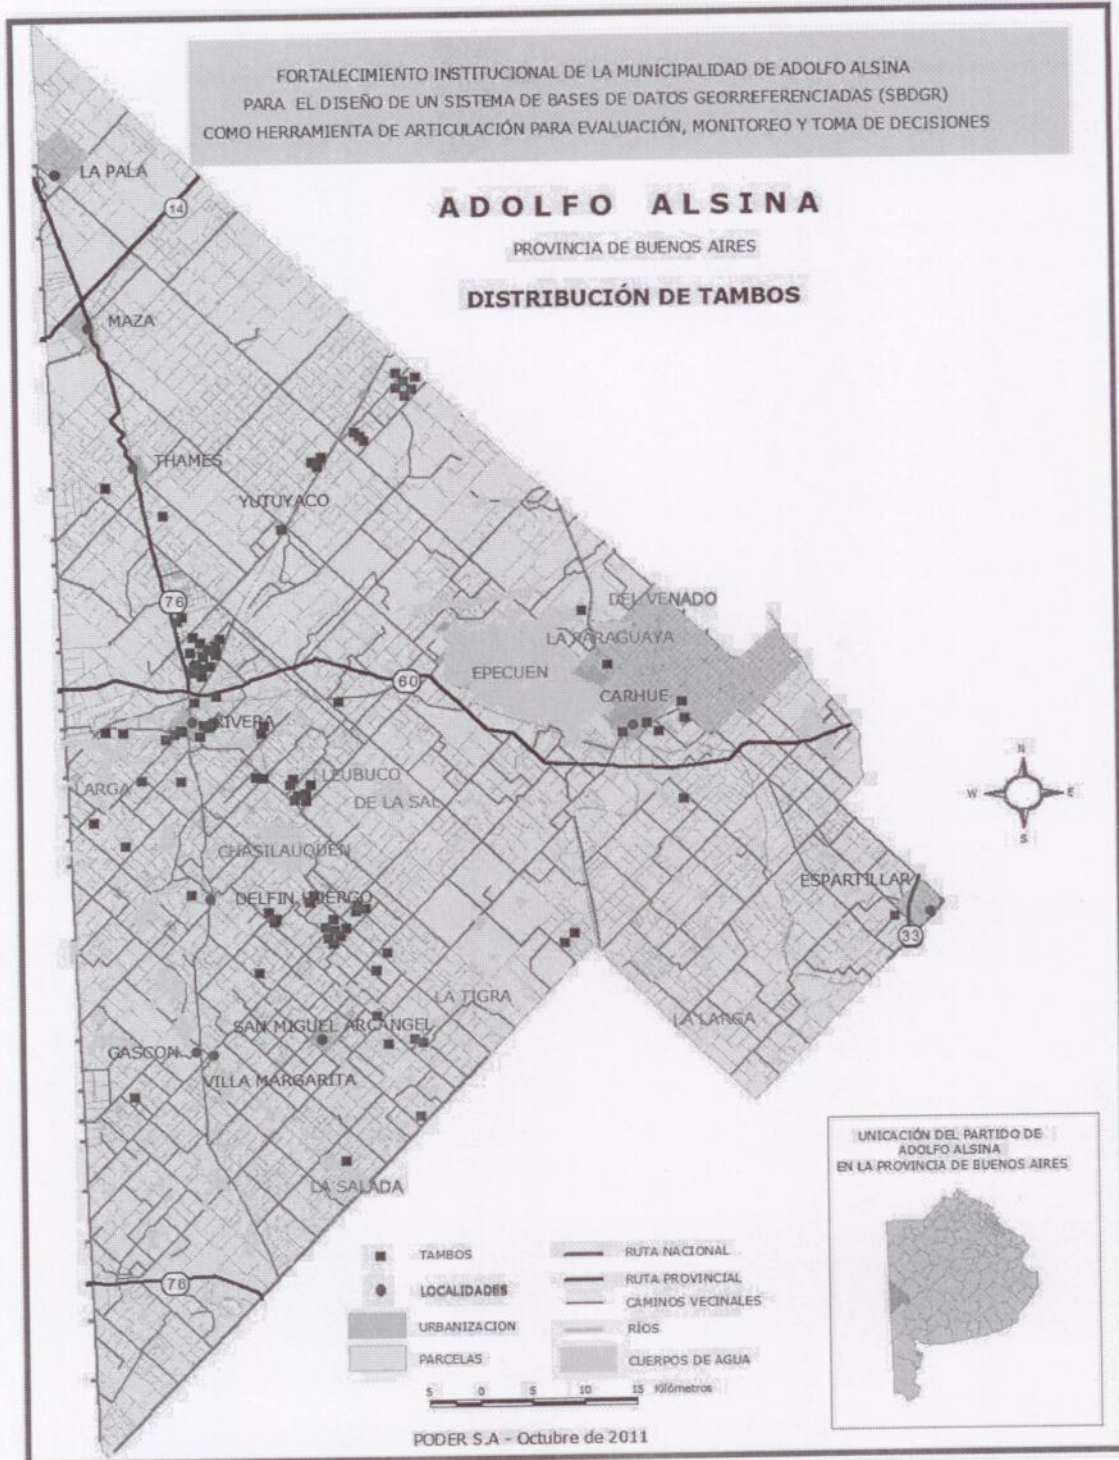 FORTALECIMIENTO INSTITUCIONAL DE LA MUNICIPALIDAD DE ADOLFO ALSINA
PARA EL DISEÑO DE UN SISTEMA DE BASES DE DATOS GEORREFERENCIADAS (SBDGR)
COMO HERRAMIENTA DE ARTICULACIÓN PARA EVALUACIÓN, MONITOREO Y TOMA DE DECISIONES
ADOLFO ALSINA
PROVINCIA DE BUENOS AIRES
DISTRIBUCIÓN DE TAMBOS
LA PALA
14
MAZA
THAMES
YUTUYACO
76
DEL VENADO
LA PARAGUAYA
EPECUEN
60
CARHUE
RIVERA
LARGA
LEUBUCO
DE LA SAL
N
W
E
S
CHASILAUQUEN
ESPARTILLAR
DELFIN HUERGO
33
LA TIGRA
LA LARGA
SAN MIGUEL ARCANGEL
GASCON
VILLA MARGARITA
LA SALADA
76
UNICACIÓN DEL PARTIDO DE
ADOLFO ALSINA
EN LA PROVINCIA DE BUENOS AIRES
TAMBOS
LOCALIDADES
URBANIZACION
PARCELAS
RUTA NACIONAL
RUTA PROVINCIAL
CAMINOS VECINALES
RÍOS
CUERPOS DE AGUA
5 0 5 10 15 Kilómetros
PODER S.A - Octubre de 2011